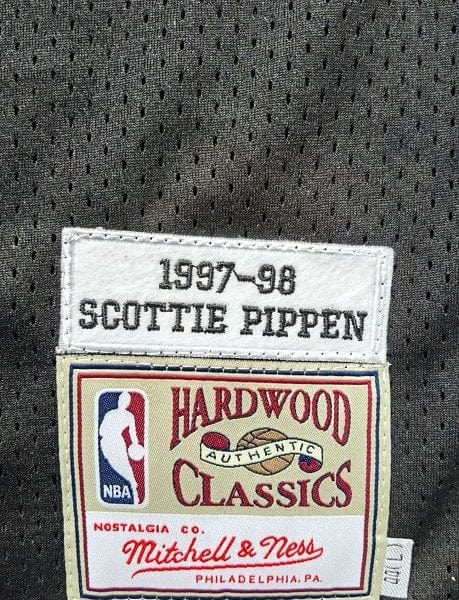 1997-98
SCOTTIE PIPPEN
HARDWOOD
AUTHENTIC
CLASSICS
NBA
NOSTALGIA CO.
Mitchell & Ness
PHILADELPHIA, PA.